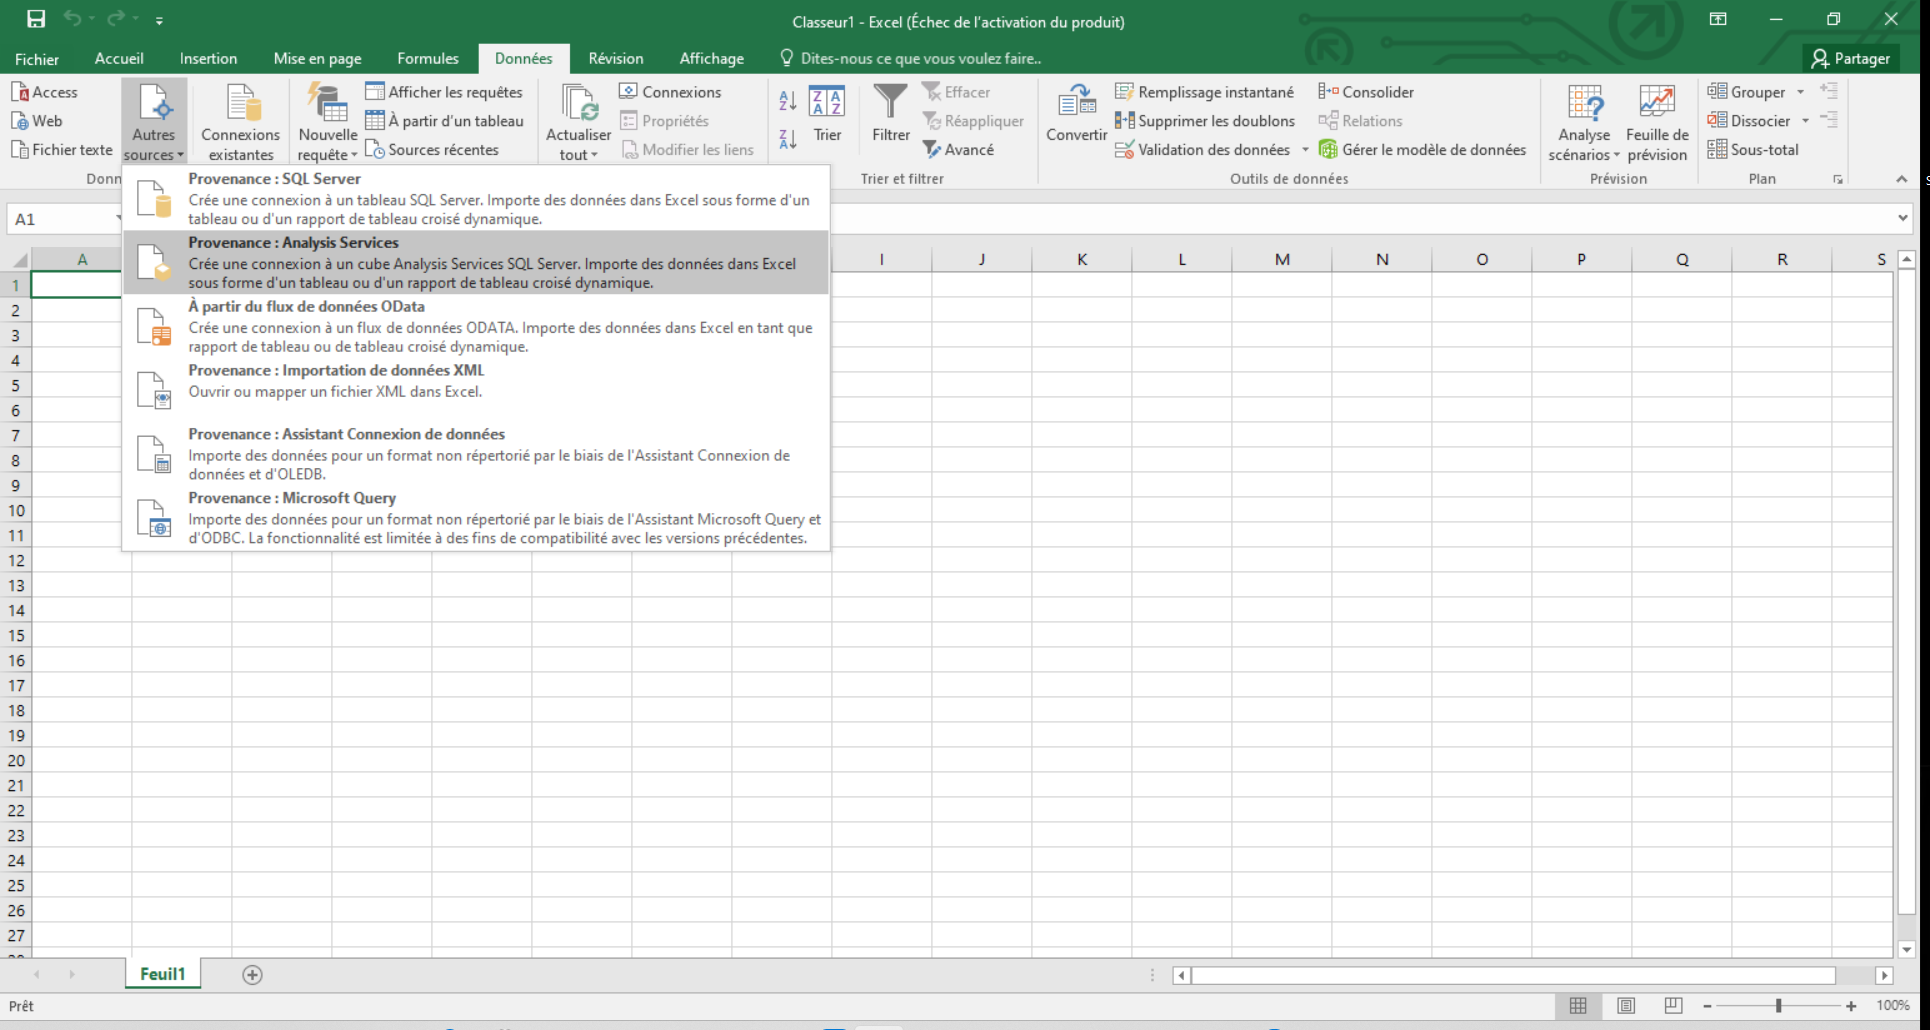 Classeur1 - Excel (Échec de l'activation du produit)
Fichier Accueil Insertion Mise en page Formules Données Révision Affichage Dites-nous ce que vous voulez faire.. Partager
Access
Web
Fichier texte
Autres
sources
Connexions
existantes
Nouvelle
requête
Afficher les requêtes
À partir d'un tableau
Sources récentes
Actualiser
tout
Connexions
Propriétés
Modifier les liens
Trier
Filtrer
Effacer
Réappliquer
Avancé
Convertir
Remplissage instantané
Supprimer les doublons
Validation des données
Consolider
Relations
Gérer le modèle de données
Analyse
scénarios
Feuille de
prévision
Grouper
Dissocier
Sous-total
Donn
Trier et filtrer
Outils de données
Prévision
Plan
A1
Provenance : SQL Server
Crée une connexion à un tableau SQL Server. Importe des données dans Excel sous forme d'un
tableau ou d'un rapport de tableau croisé dynamique.
Provenance : Analysis Services
Crée une connexion à un cube Analysis Services SQL Server. Importe des données dans Excel
sous forme d'un tableau ou d'un rapport de tableau croisé dynamique.
À partir du flux de données OData
Crée une connexion à un flux de données ODATA. Importe des données dans Excel en tant que
rapport de tableau ou de tableau croisé dynamique.
Provenance : Importation de données XML
Ouvrir ou mapper un fichier XML dans Excel.
Provenance : Assistant Connexion de données
Importe des données pour un format non répertorié par le biais de l'Assistant Connexion de
données et d'OLEDB.
Provenance : Microsoft Query
Importe des données pour un format non répertorié par le biais de l'Assistant Microsoft Query et
d'ODBC. La fonctionnalité est limitée à des fins de compatibilité avec les versions précédentes.
A I J K L M N O P Q R S
1
2
3
4
5
6
7
8
9
10
11
12
13
14
15
16
17
18
19
20
21
22
23
24
25
26
27
Feuil1
Prêt
100%